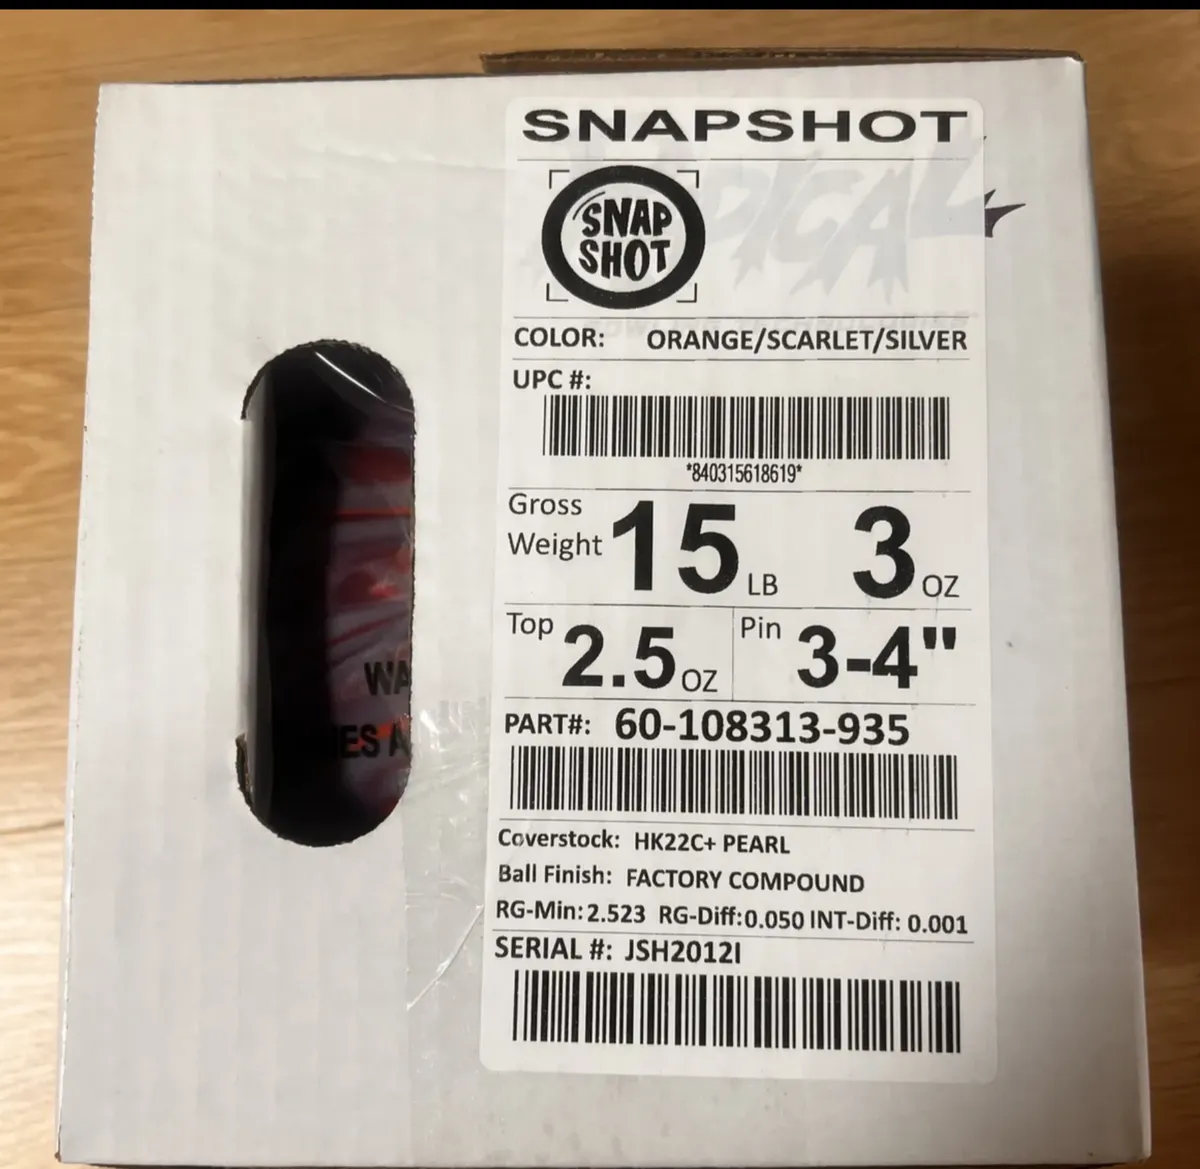 SNAPSHOT
SNAP
SHOT
COLOR: ORANGE/SCARLET/SILVER
UPC #:
*840315618619*
Gross
Weight 15 LB 3 OZ
Top 2.5 OZ Pin 3-4"
PART#: 60-108313-935
Coverstock: HK22C+ PEARL
Ball Finish: FACTORY COMPOUND
RG-Min: 2.523 RG-Diff: 0.050 INT-Diff: 0.001
SERIAL #: JSH2012I
WA
IES A